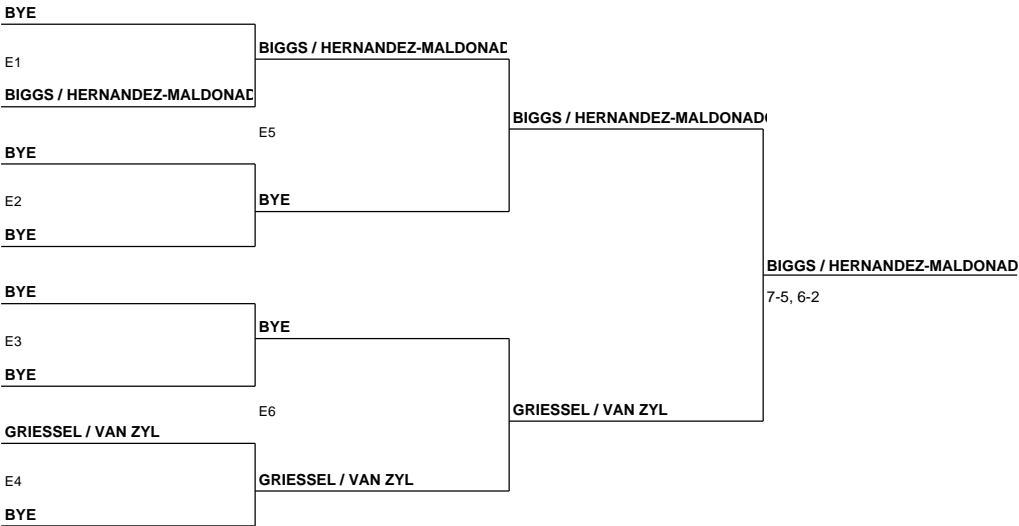 BYE
E1
BIGGS / HERNANDEZ-MALDONAD
BYE
E2
BYE
BYE
E3
BYE
GRIESSEL / VAN ZYL
E4
BYE
BIGGS / HERNANDEZ-MALDONAD
E5
BYE
BYE
E6
GRIESSEL / VAN ZYL
BIGGS / HERNANDEZ-MALDONADO
GRIESSEL / VAN ZYL
BIGGS / HERNANDEZ-MALDONAD
7-5, 6-2